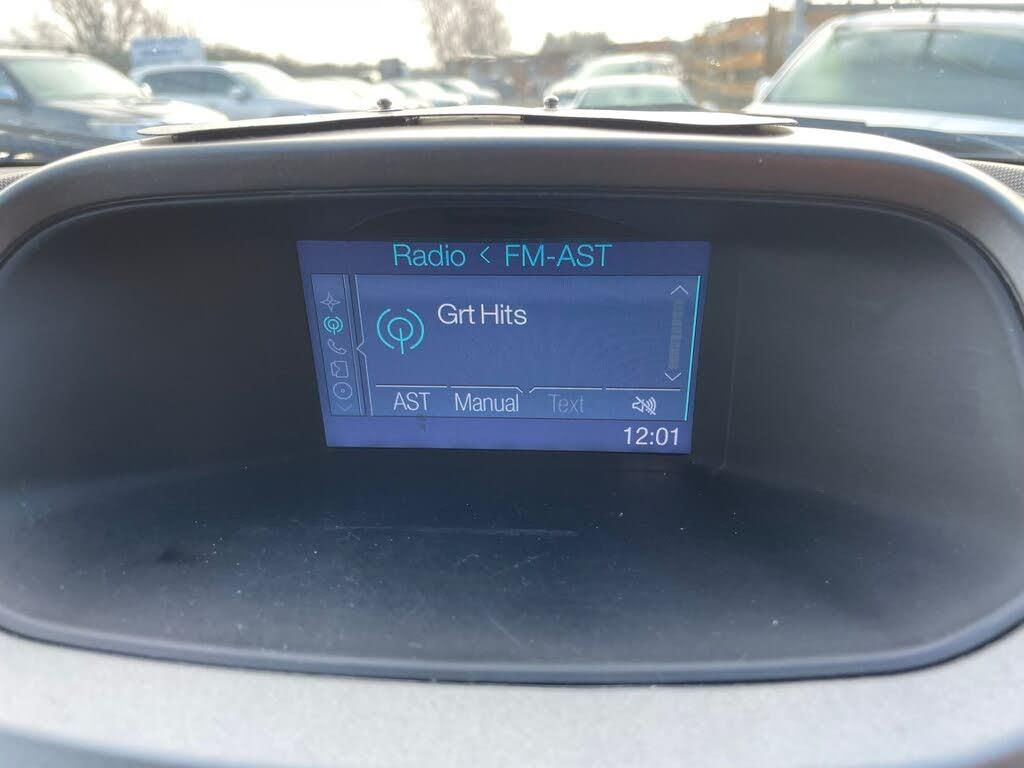 Radio < FM-AST
Grt Hits
AST Manual Text
12:01